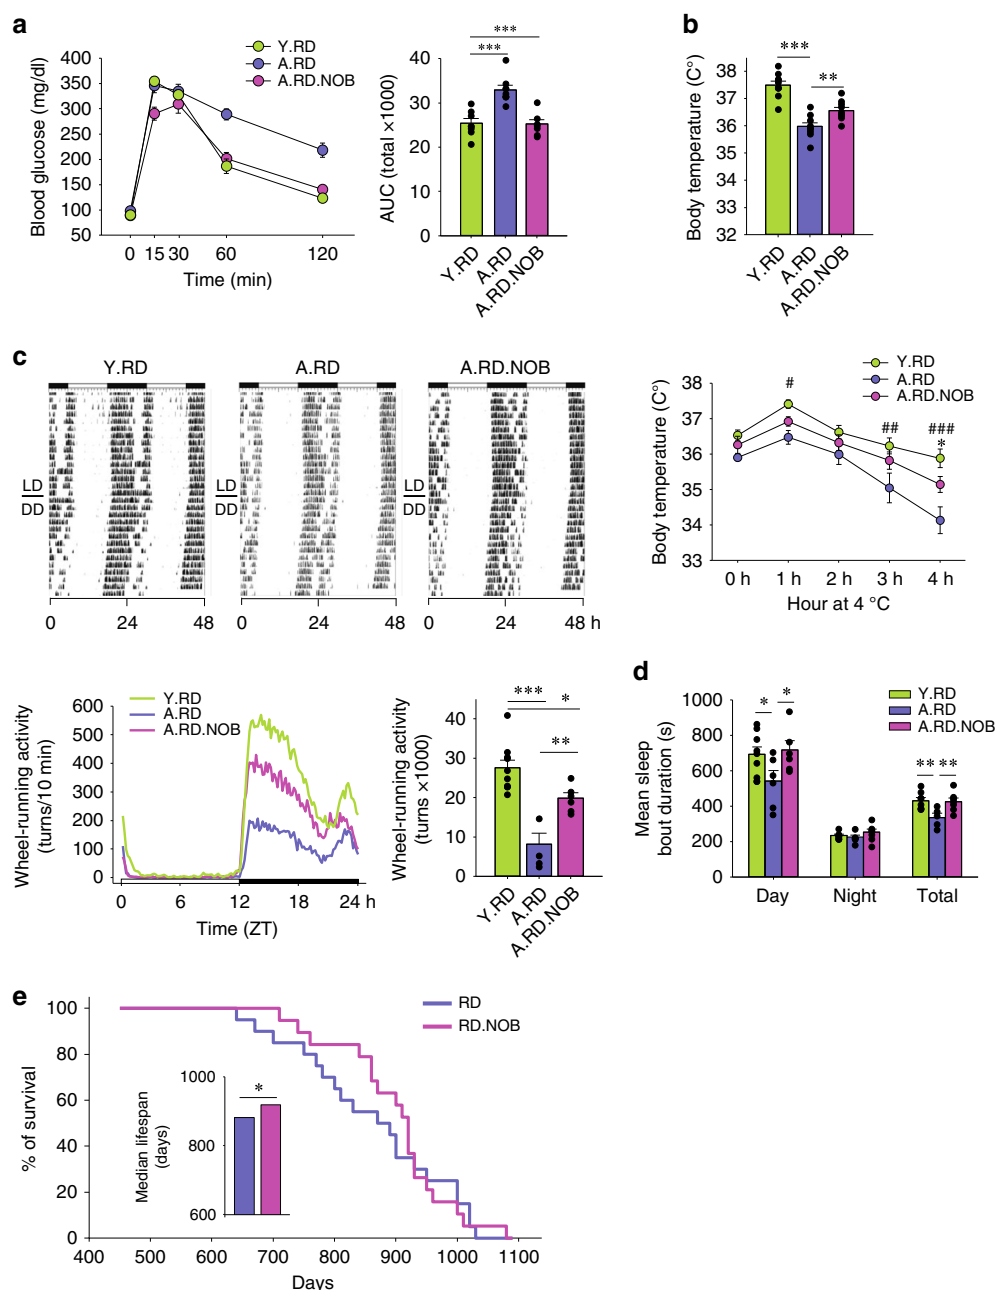 a
Y.RD
A.RD
A.RD.NOB
Blood glucose (mg/dl)
400
350
300
250
200
150
100
50
0 15 30 60 120
Time (min)
***
***
AUC (total ×1000)
40
30
20
10
0
Y.RD
A.RD
A.RD.NOB
b
***
**
Body temperature (C°)
37
36
35
34
33
32
Y.RD
A.RD
A.RD.NOB
c
Y.RD
A.RD
A.RD.NOB
LD
DD
LD
DD
LD
DD
0 24 48
0 24 48
0 24 48 h
Y.RD
A.RD
A.RD.NOB
Body temperature (C°)
38
37
36
35
34
33
#
##
###
*
0 h 1 h 2 h 3 h 4 h
Hour at 4 °C
Y.RD
A.RD
A.RD.NOB
Wheel-running activity
(turns/10 min)
600
500
400
300
200
100
0
0 6 12 18 24 h
Time (ZT)
*** *
**
Wheel-running activity
(turns ×1000)
40
30
20
10
0
Y.RD
A.RD
A.RD.NOB
d
Y.RD
A.RD
A.RD.NOB
Mean sleep
bout duration (s)
1000
800
600
400
200
0
* *
** **
Day Night Total
e
RD
RD.NOB
% of survival
100
80
60
40
20
0
400 500 600 700 800 900 1000 1100
Days
Median lifespan
(days)
1000
800
600
*